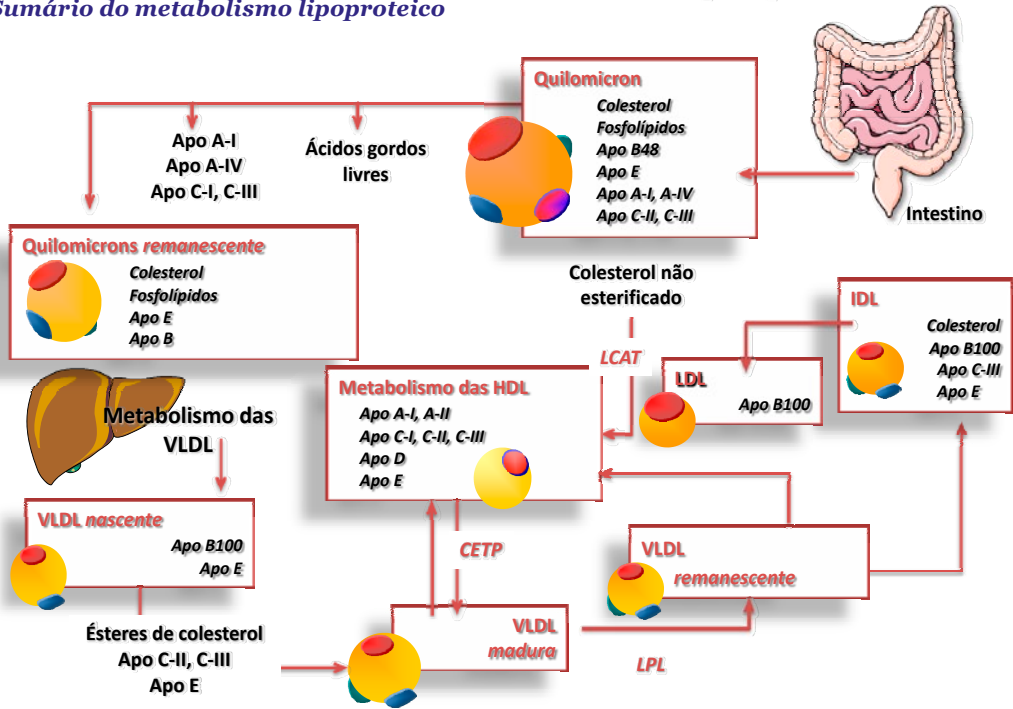 Sumário do metabolismo lipoproteico
Quilomicron
Colesterol
Fosfolípidos
Apo B48
Apo E
Apo A-I, A-IV
Apo C-II, C-III
Intestino
Apo A-I
Apo A-IV
Apo C-I, C-III
Ácidos gordos
livres
Quilomicrons remanescente
Colesterol
Fosfolípidos
Apo E
Apo B
Colesterol não
esterificado
LCAT
IDL
Colesterol
Apo B100
Apo C-III
Apo E
LDL
Apo B100
Metabolismo das HDL
Apo A-I, A-II
Apo C-I, C-II, C-III
Apo D
Apo E
Metabolismo das
VLDL
VLDL nascente
Apo B100
Apo E
CETP
VLDL
remanescente
Ésteres de colesterol
Apo C-II, C-III
Apo E
VLDL
madura
LPL